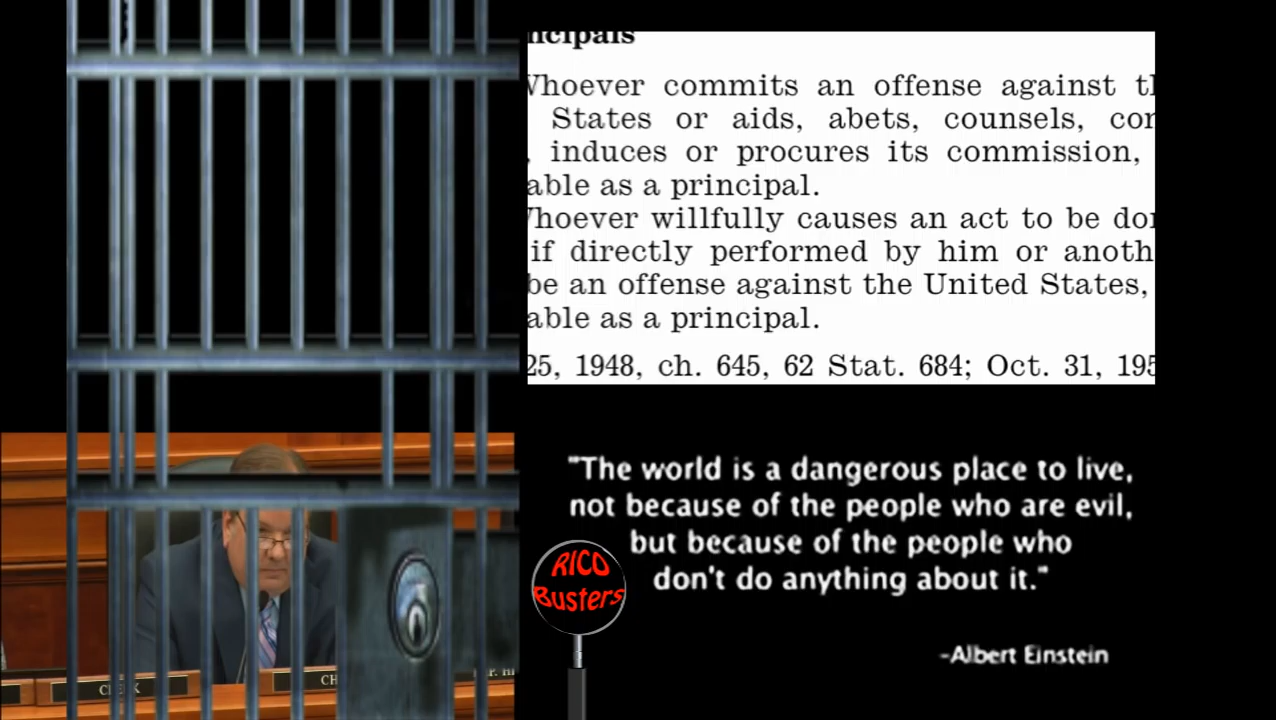 ncipals
Whoever commits an offense against th
States or aids, abets, counsels, com
, induces or procures its commission,
able as a principal.
Whoever willfully causes an act to be don
if directly performed by him or anoth
be an offense against the United States,
able as a principal.
25, 1948, ch. 645, 62 Stat. 684; Oct. 31, 195
"The world is a dangerous place to live,
not because of the people who are evil,
but because of the people who
don't do anything about it."
-Albert Einstein
RICO
Busters